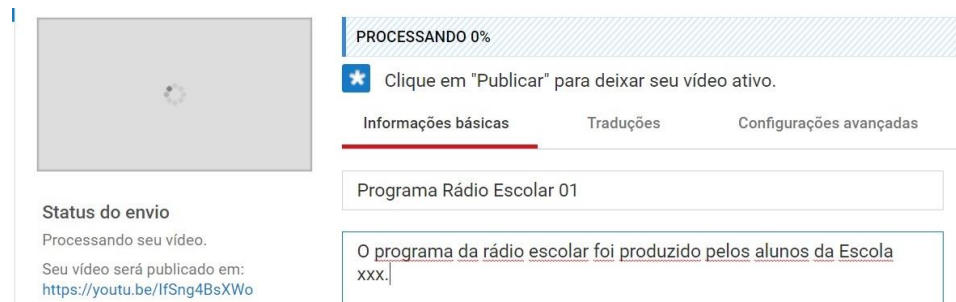 PROCESSANDO 0%
Clique em "Publicar" para deixar seu vídeo ativo.
Informações básicas Traduções Configurações avançadas
Programa Rádio Escolar 01
O programa da rádio escolar foi produzido pelos alunos da Escola
xxx.
Status do envio
Processando seu vídeo.
Seu vídeo será publicado em:
https://youtu.be/IfSng4BsXWo